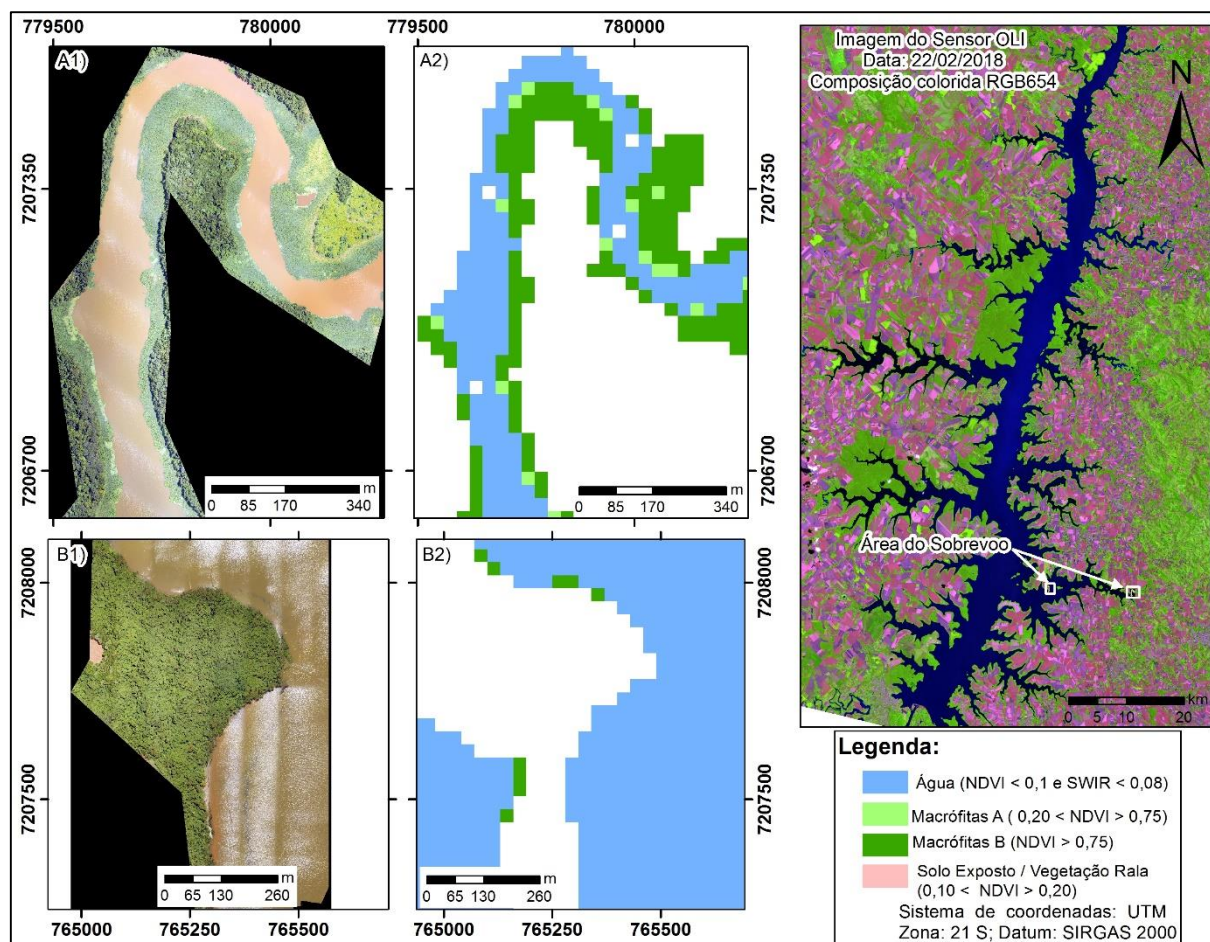 779500
780000
779500
780000
A1)
A2)
7207350
7206700
7207350
7206700
m
0 85 170 340
m
0 85 170 340
B1)
B2)
7208000
7207500
7208000
7207500
m
0 65 130 260
m
0 65 130 260
765000
765250
765500
765000
765250
765500
Imagem do Sensor OLI
Data: 22/02/2018
Composição colorida RGB654
N
Área do Sobrevoo
km
0 5 10 20
Legenda:
Água (NDVI < 0,1 e SWIR < 0,08)
Macrófitas A ( 0,20 < NDVI > 0,75)
Macrófitas B (NDVI > 0,75)
Solo Exposto / Vegetação Rala
(0,10 < NDVI > 0,20)
Sistema de coordenadas: UTM
Zona: 21 S; Datum: SIRGAS 2000